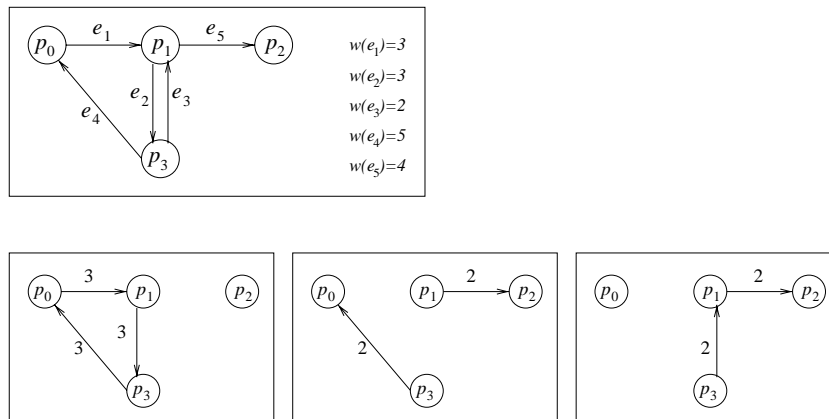 p0 e1 p1 e5 p2
w(e1)=3
w(e2)=3
e2 e3
w(e3)=2
e4
w(e4)=5
p3
w(e5)=4
3
p0 p1 p2
3
3
p3
2
p0 p1 p2
2
p3
2
p0 p1 p2
2
p3